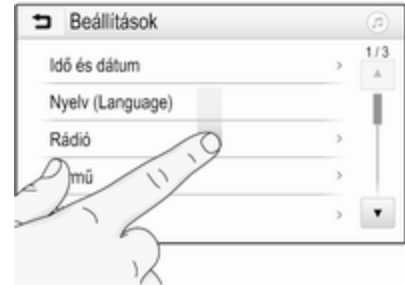 Beállítások
1 / 3
Idő és dátum
Nyelv (Language)
Rádió